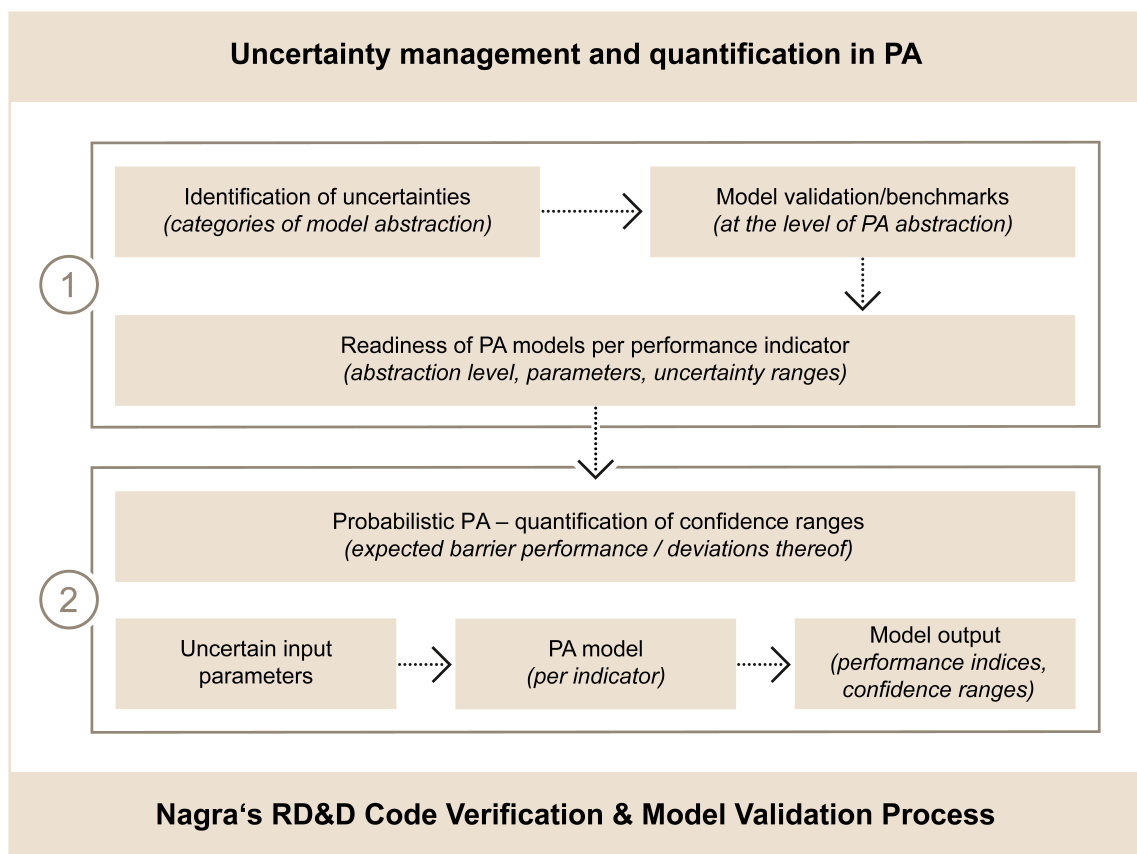 Uncertainty management and quantification in PA
1
Identification of uncertainties
(categories of model abstraction)
Model validation/benchmarks
(at the level of PA abstraction)
Readiness of PA models per performance indicator
(abstraction level, parameters, uncertainty ranges)
2
Probabilistic PA – quantification of confidence ranges
(expected barrier performance / deviations thereof)
Uncertain input
parameters
PA model
(per indicator)
Model output
(performance indices,
confidence ranges)
Nagra‘s RD&D Code Verification & Model Validation Process